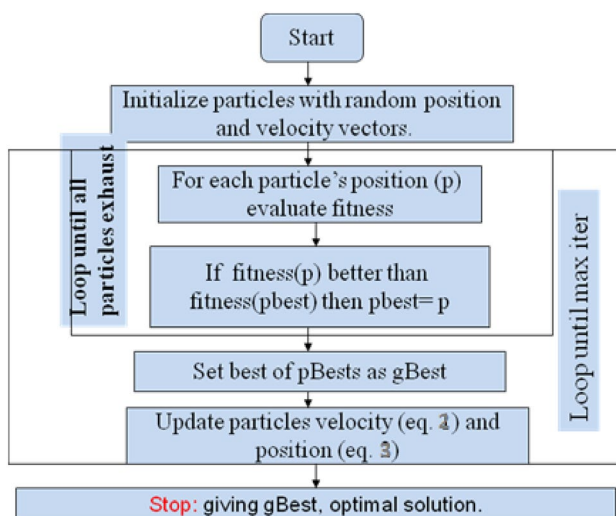 Start
Initialize particles with random position
and velocity vectors.
Loop until all
particles exhaust
For each particle's position (p)
evaluate fitness
If fitness(p) better than
fitness(pbest) then pbest= p
Loop until max iter
Set best of pBests as gBest
Update particles velocity (eq. 2) and
position (eq. 3)
Stop: giving gBest, optimal solution.